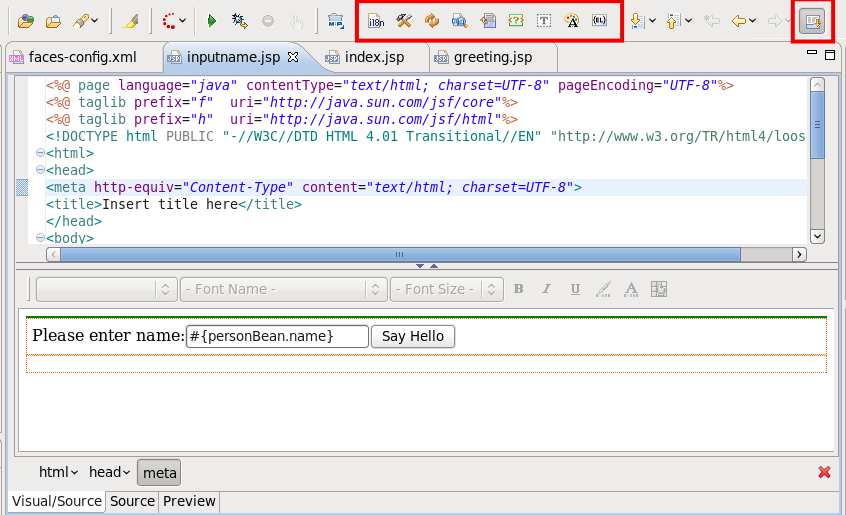 i18n T {EL}
faces-config.xml inputname.jsp index.jsp greeting.jsp
<%@ page language="java" contentType="text/html; charset=UTF-8" pageEncoding="UTF-8"%>
<%@ taglib prefix="f"  uri="http://java.sun.com/jsf/core"%>
<%@ taglib prefix="h"  uri="http://java.sun.com/jsf/html"%>
<!DOCTYPE html PUBLIC "-//W3C//DTD HTML 4.01 Transitional//EN" "http://www.w3.org/TR/html4/loos
<html>
<head>
<meta http-equiv="Content-Type" content="text/html; charset=UTF-8">
<title>Insert title here</title>
</head>
<body>
- Font Name - - Font Size - B I U A
Please enter name: #{personBean.name} Say Hello
html head meta
Visual/Source Source Preview